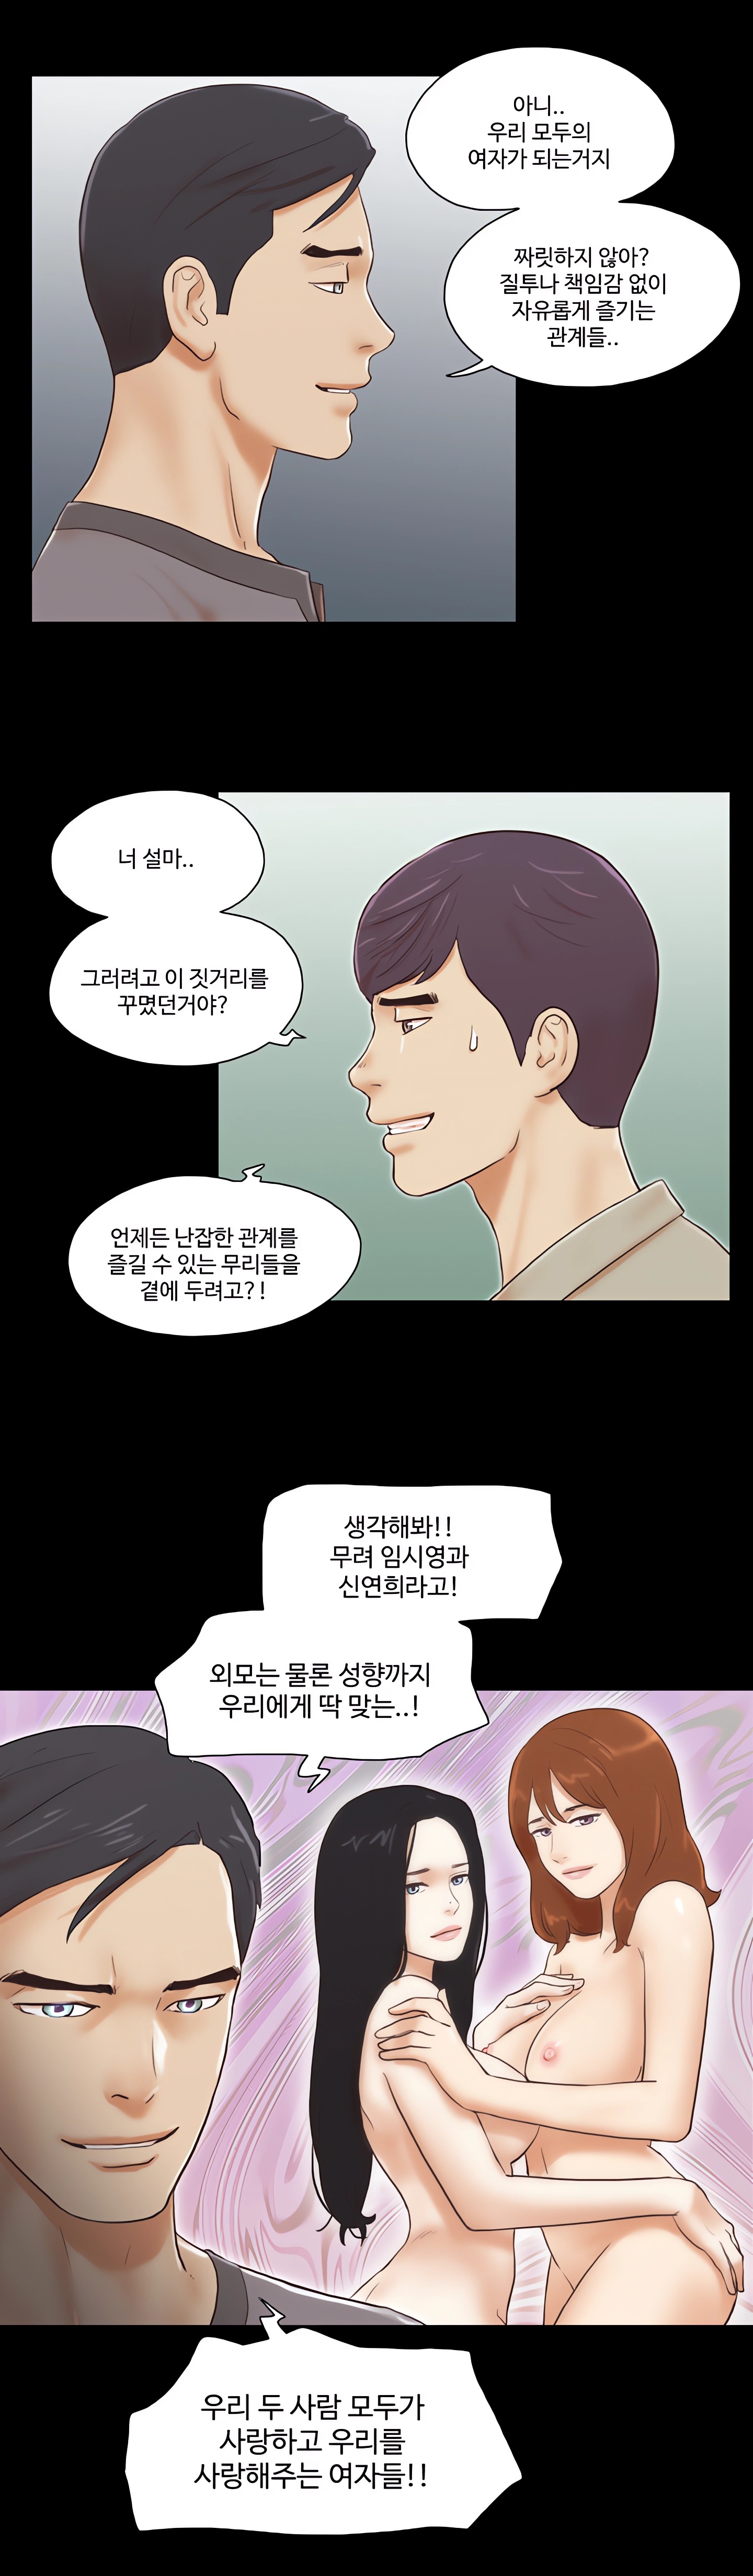 아니..
우리 모두의
여자가 되는거지
짜릿하지 않아?
질투나 책임감 없이
자유롭게 즐기는
관계들..
너 설마..
그러려고 이 짓거리를
꾸몄던거야?
언제든 난잡한 관계를
즐길 수 있는 무리들을
곁에 두려고?!
생각해봐!!
무려 임시영과
신연희라고!
외모는 물론 성향까지
우리에게 딱 맞는..!
우리 두 사람 모두가
사랑하고 우리를
사랑해주는 여자들!!